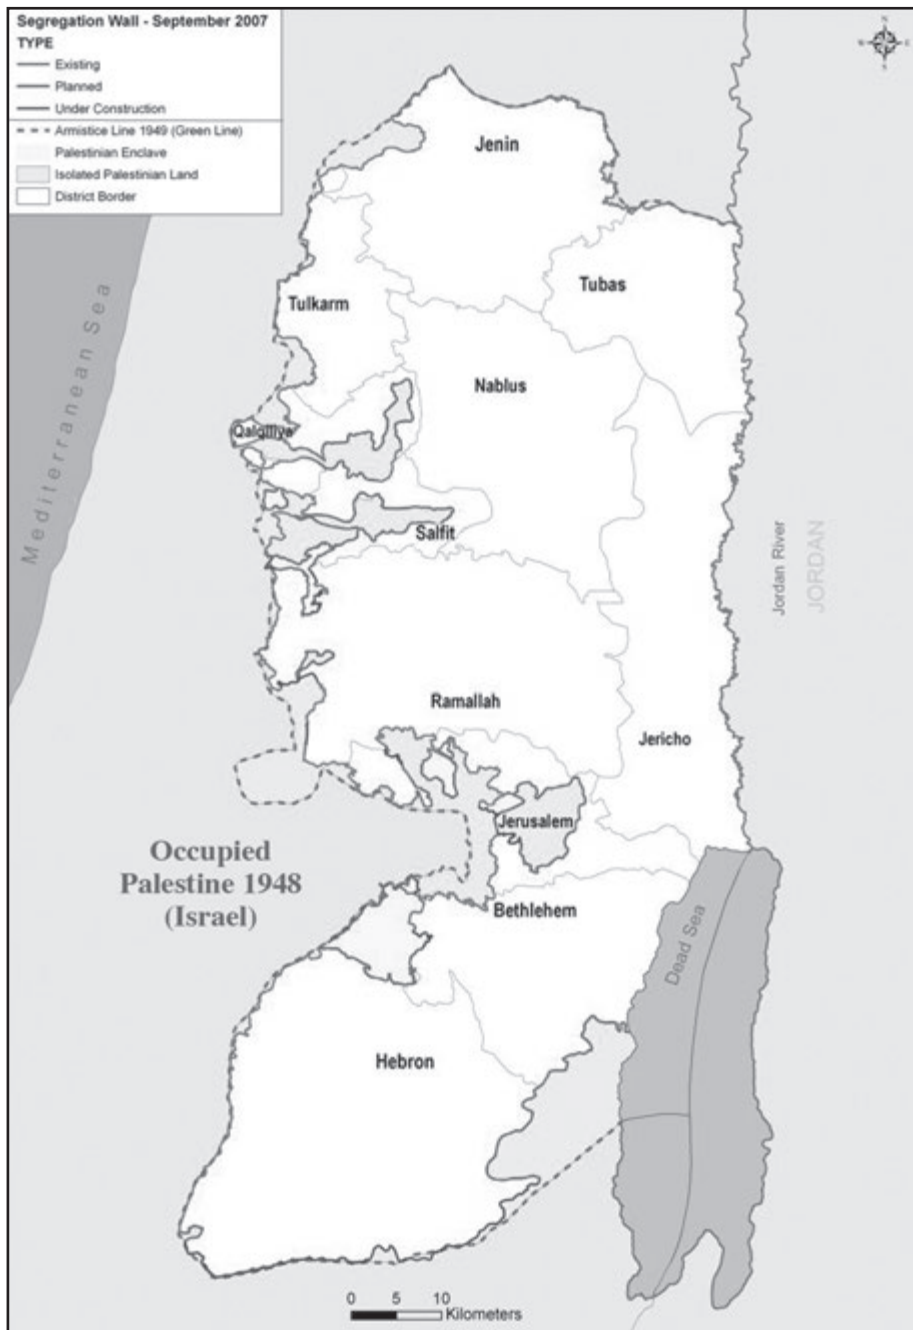 Segregation Wall - September 2007
TYPE
Existing
Planned
Under Construction
Armistice Line 1949 (Green Line)
Palestinian Enclave
Isolated Palestinian Land
District Border
N
W
E
S
Jenin
Tubas
Tulkarm
Nablus
Mediterranean Sea
Qalqiliya
Salfit
Jordan River
JORDAN
Ramallah
Jericho
Jerusalem
Occupied
Palestine 1948
(Israel)
Bethlehem
Dead Sea
Hebron
0 5 10
Kilometers